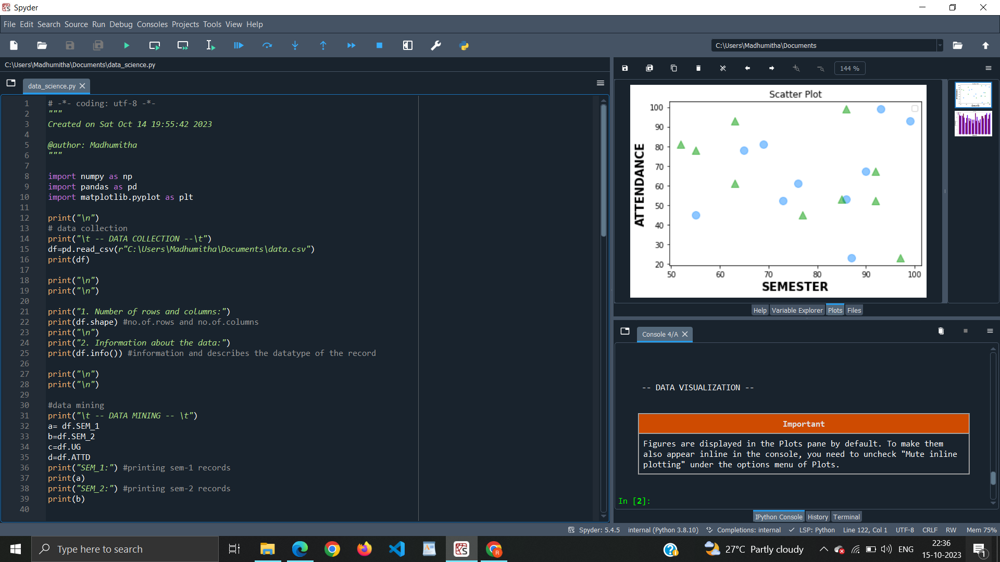 Spyder
File Edit Search Source Run Debug Consoles Projects Tools View Help
C:\Users\Madhumitha\Documents
C:\Users\Madhumitha\Documents\data_science.py
data_science.py
1 # -*- coding: utf-8 -*-
2 """
3 Created on Sat Oct 14 19:55:42 2023
4
5 @author: Madhumitha
6 """
7
8 import numpy as np
9 import pandas as pd
10 import matplotlib.pyplot as plt
11
12 print("\n")
13 # data collection
14 print("\t -- DATA COLLECTION --\t")
15 df=pd.read_csv(r"C:\Users\Madhumitha\Documents\data.csv")
16 print(df)
17
18 print("\n")
19 print("\n")
20
21 print("1. Number of rows and columns:")
22 print(df.shape) #no.of.rows and no.of.columns
23 print("\n")
24 print("2. Information about the data:")
25 print(df.info()) #information and describes the datatype of the record
26
27 print("\n")
28 print("\n")
29
30 #data mining
31 print("\t -- DATA MINING -- \t")
32 a= df.SEM_1
33 b=df.SEM_2
34 c=df.UG
35 d=df.ATTD
36 print("SEM_1:") #printing sem-1 records
37 print(a)
38 print("SEM_2:") #printing sem-2 records
39 print(b)
40
144 %
Scatter Plot
100
90
80
70
60
50
40
30
20
ATTENDANCE
50 60 70 80 90 100
SEMESTER
Help Variable Explorer Plots Files
Console 4/A
-- DATA VISUALIZATION --
Important
Figures are displayed in the Plots pane by default. To make them
also appear inline in the console, you need to uncheck "Mute inline
plotting" under the options menu of Plots.
In [2]:
IPython Console History Terminal
Spyder: 5.4.5 internal (Python 3.8.10) Completions: internal LSP: Python Line 122, Col 1 UTF-8 CRLF RW Mem 75%
Type here to search
R
27°C Partly cloudy
ENG
22:36
15-10-2023
1